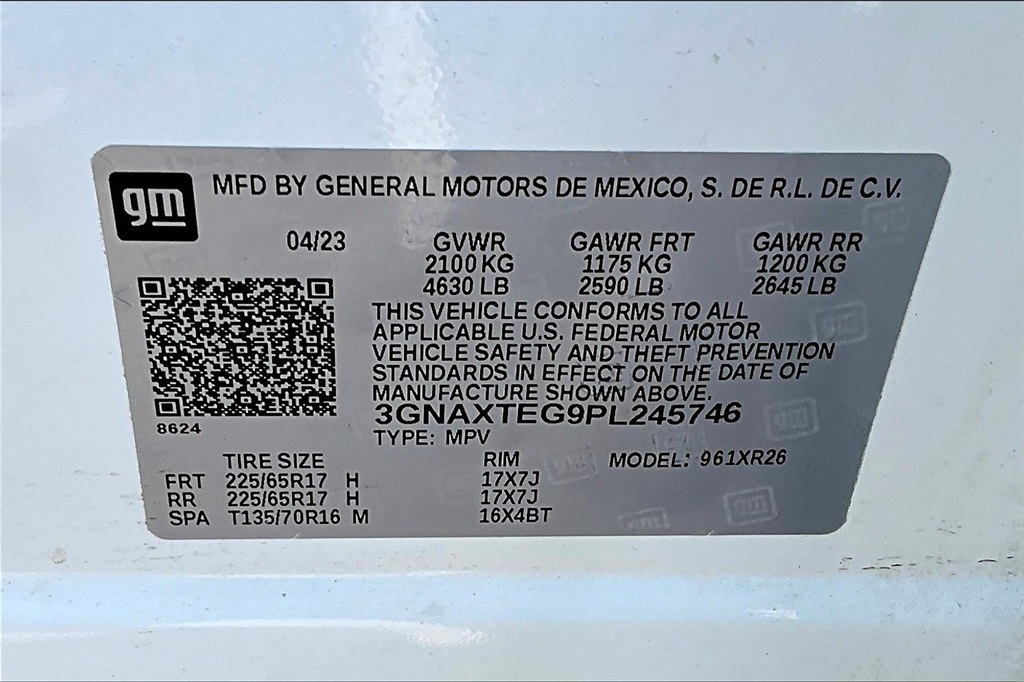 gm MFD BY GENERAL MOTORS DE MEXICO, S. DE R.L. DE C.V.
04/23 GVWR GAWR FRT GAWR RR
2100 KG 1175 KG 1200 KG
4630 LB 2590 LB 2645 LB
THIS VEHICLE CONFORMS TO ALL
APPLICABLE U.S. FEDERAL MOTOR
VEHICLE SAFETY AND THEFT PREVENTION
STANDARDS IN EFFECT ON THE DATE OF
MANUFACTURE SHOWN ABOVE.
3GNAXTEG9PL245746
8624
TYPE: MPV
TIRE SIZE RIM MODEL: 961XR26
FRT 225/65R17 H 17X7J
RR 225/65R17 H 17X7J
SPA T135/70R16 M 16X4BT